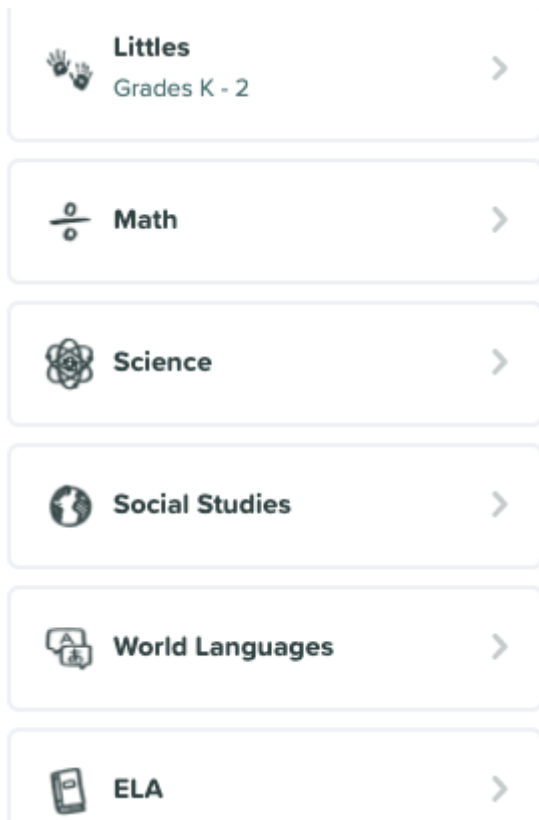 Littles
Grades K - 2
Math
Science
Social Studies
World Languages
ELA